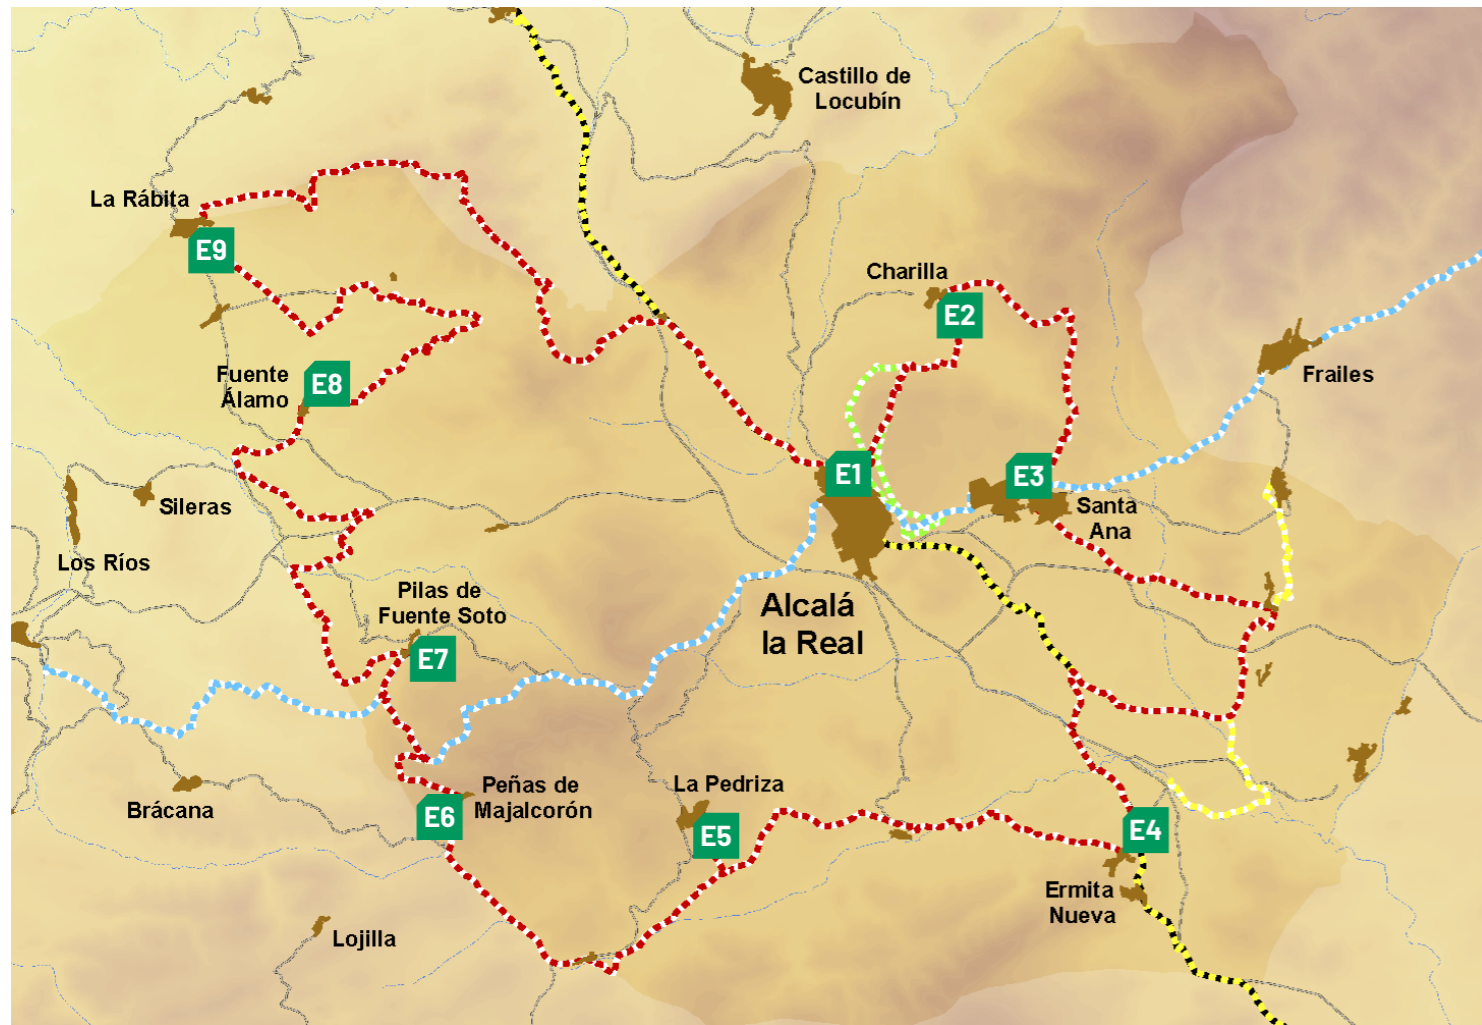 Castillo de
Locubín
La Rábita
E9
Charilla
E2
Frailes
Fuente
Álamo
E8
E1
E3
Santa
Ana
Sileras
Los Ríos
Pilas de
Fuente Soto
E7
Alcalá
la Real
Peñas de
Majalcorón
E6
La Pedriza
E5
Brácana
E4
Ermita
Nueva
Lojilla